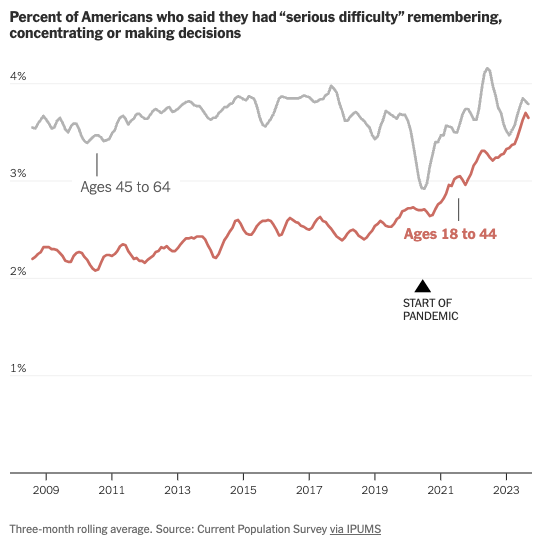 Percent of Americans who said they had “serious difficulty” remembering,
concentrating or making decisions
4%
3%
Ages 45 to 64
Ages 18 to 44
2%
START OF
PANDEMIC
1%
2009 2011 2013 2015 2017 2019 2021 2023
Three-month rolling average. Source: Current Population Survey via IPUMS